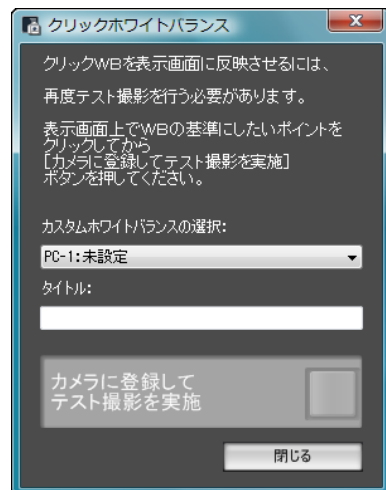 クリックホワイトバランス
クリックWBを表示画面に反映させるには、
再度テスト撮影を行う必要があります。
表示画面上でWBの基準にしたいポイントを
クリックしてから
[カメラに登録してテスト撮影を実施]
ボタンを押してください。
カスタムホワイトバランスの選択:
PC-1:未設定
タイトル:
カメラに登録して
テスト撮影を実施
閉じる